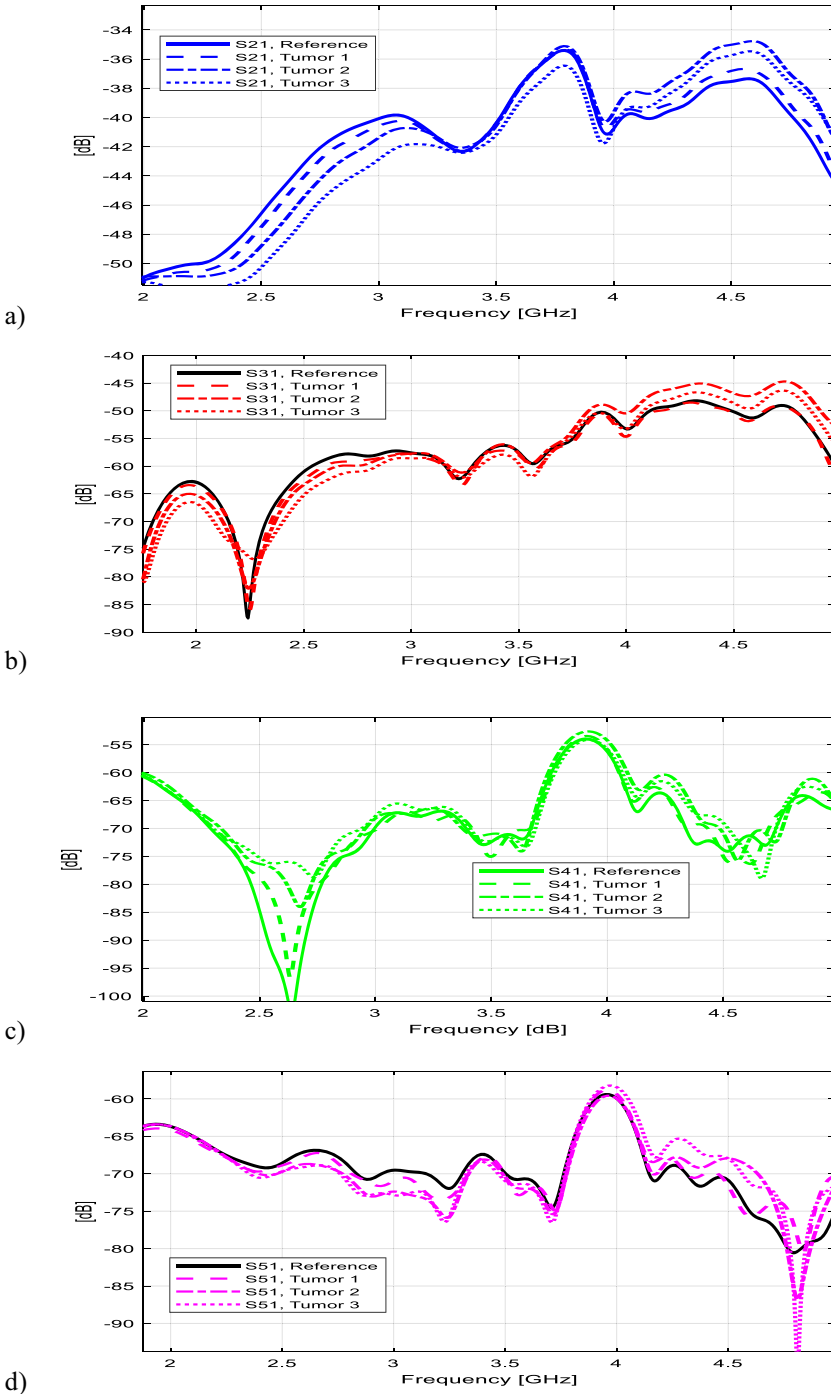 -34
-36
-38
-40
-42
-44
-46
-48
-50
[dB]
S21, Reference
S21, Tumor 1
S21, Tumor 2
S21, Tumor 3
2 2.5 3 3.5 4 4.5
Frequency [GHz]
a)
-40
-45
-50
-55
-60
-65
-70
-75
-80
-85
-90
[dB]
S31, Reference
S31, Tumor 1
S31, Tumor 2
S31, Tumor 3
2 2.5 3 3.5 4 4.5
Frequency [GHz]
b)
-55
-60
-65
-70
-75
-80
-85
-90
-95
-100
[dB]
S41, Reference
S41, Tumor 1
S41, Tumor 2
S41, Tumor 3
2 2.5 3 3.5 4 4.5
Frequency [dB]
c)
-60
-65
-70
-75
-80
-85
-90
[dB]
S51, Reference
S51, Tumor 1
S51, Tumor 2
S51, Tumor 3
2 2.5 3 3.5 4 4.5
Frequency [GHz]
d)